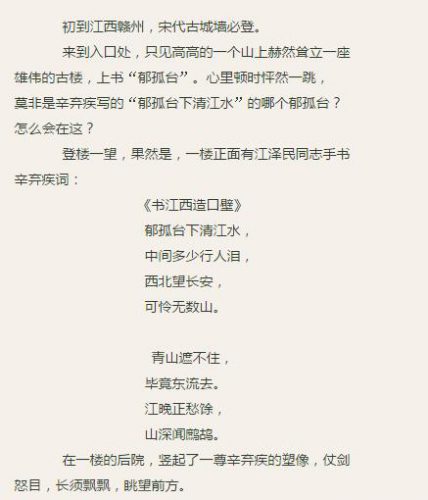 初到江西赣州，宋代古城墙必登。
来到入口处，只见高高的一个山上赫然耸立一座
雄伟的古楼，上书“郁孤台”。心里顿时怦然一跳，
莫非是辛弃疾写的“郁孤台下清江水”的哪个郁孤台？
怎么会在这？
登楼一望，果然是，一楼正面有江泽民同志手书
辛弃疾词：
《书江西造口壁》
郁孤台下清江水，
中间多少行人泪，
西北望长安，
可怜无数山。
青山遮不住，
毕竟东流去。
江晚正愁馀，
山深闻鹧鸪。
在一楼的后院，竖起了一尊辛弃疾的塑像，仗剑
怒目，长须飘飘，眺望前方。